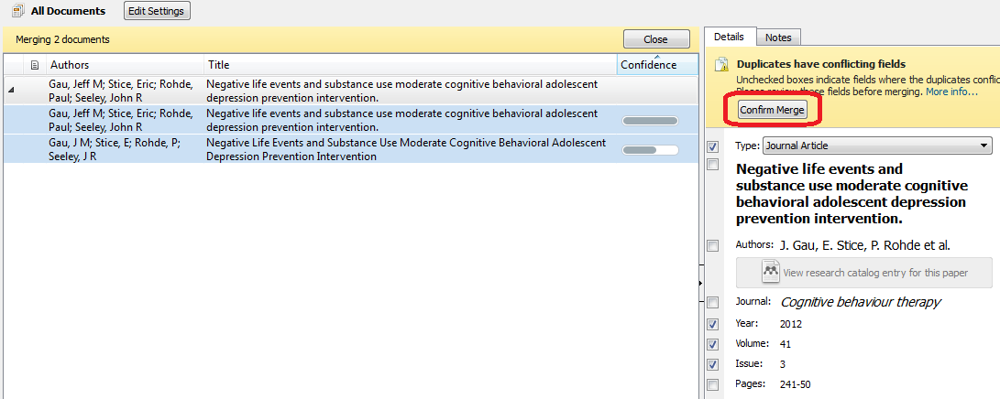 All Documents
Edit Settings
Merging 2 documents
Close
Authors
Title
Confidence
Gau, Jeff M; Stice, Eric; Rohde,
Paul; Seeley, John R
Negative life events and substance use moderate cognitive behavioral adolescent
depression prevention intervention.
Gau, Jeff M; Stice, Eric; Rohde,
Paul; Seeley, John R
Negative life events and substance use moderate cognitive behavioral adolescent
depression prevention intervention.
Gau, J M; Stice, E; Rohde, P;
Seeley, J R
Negative Life Events and Substance Use Moderate Cognitive Behavioral Adolescent
Depression Prevention Intervention
Details
Notes
Duplicates have conflicting fields
Unchecked boxes indicate fields where the duplicates conflic
Please review these fields before merging. More info...
Confirm Merge
Type: Journal Article
Negative life events and
substance use moderate cognitive
behavioral adolescent depression
prevention intervention.
Authors: J. Gau, E. Stice, P. Rohde et al.
View research catalog entry for this paper
Journal: Cognitive behaviour therapy
Year: 2012
Volume: 41
Issue: 3
Pages: 241-50